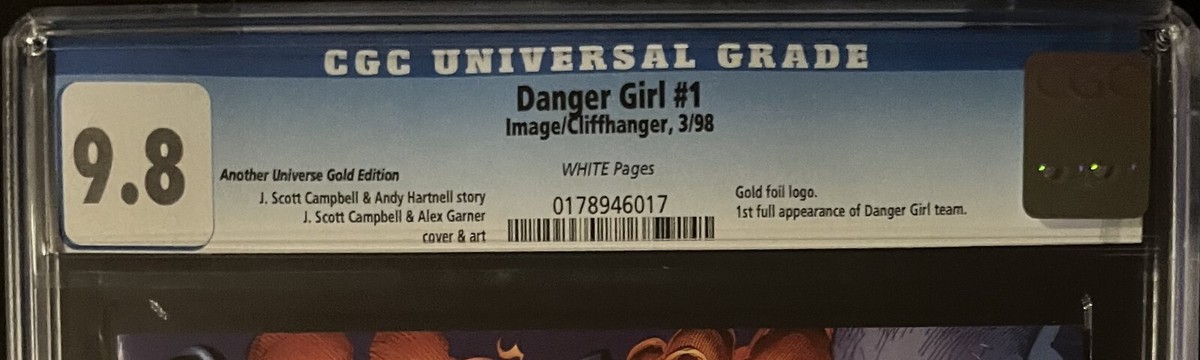 CGC UNIVERSAL GRADE
9.8
Danger Girl #1
Image/Cliffhanger, 3/98
Another Universe Gold Edition
J. Scott Campbell & Andy Hartnell story
J. Scott Campbell & Alex Garner
cover & art
WHITE Pages
0178946017
Gold foil logo.
1st full appearance of Danger Girl team.
CGC